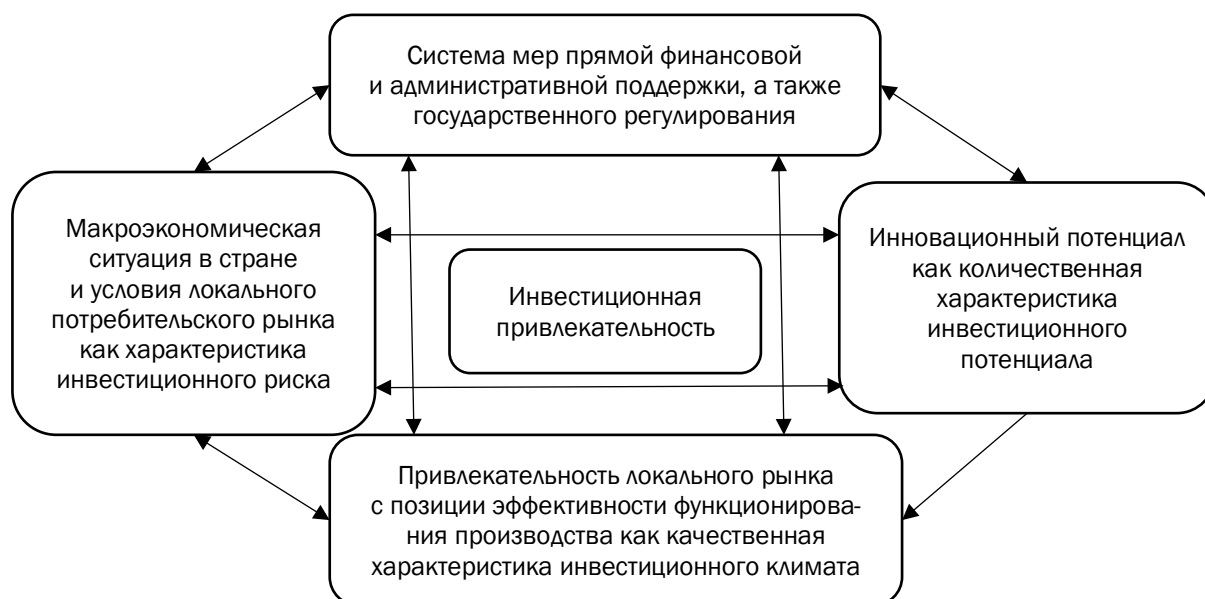 Система мер прямой финансовой
и административной поддержки, а также
государственного регулирования
Макроэкономическая
ситуация в стране
и условия локального
потребительского рынка
как характеристика
инвестиционного риска
Инвестиционная
привлекательность
Инновационный потенциал
как количественная
характеристика
инвестиционного
потенциала
Привлекательность локального рынка
с позиции эффективности функционирова-
ния производства как качественная
характеристика инвестиционного климата